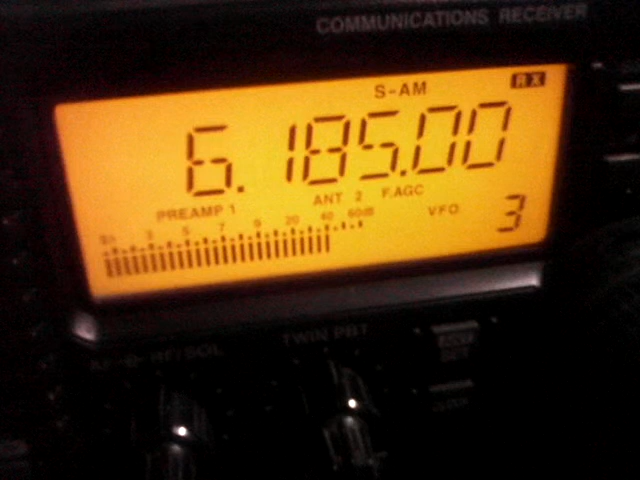 COMMUNICATIONS RECEIVER
RX
S-AM
6.185.00
ANT 2 F.AGC
PREAMP 1
VFO 3
3 5 7 9 20 40 60dB
TWIN PBT